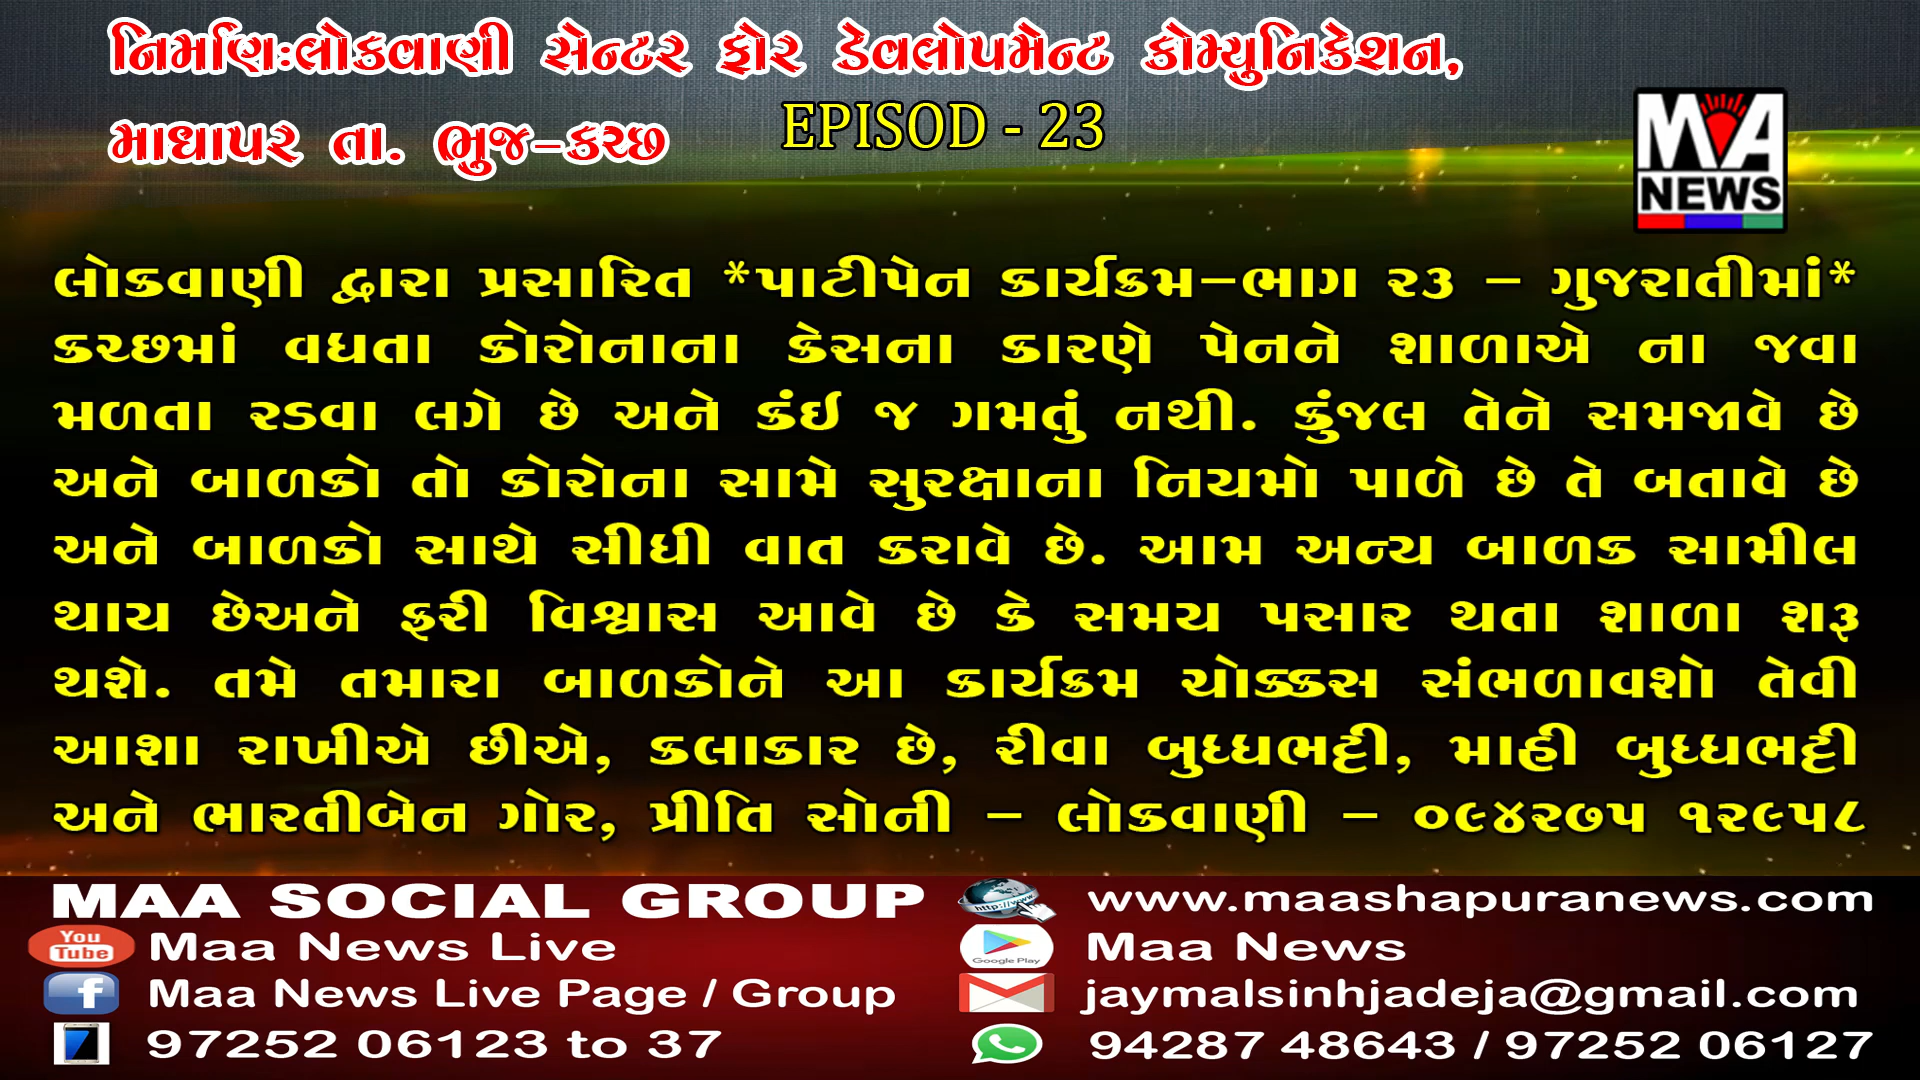 નિર્માણઃલોકવાણી સેન્ટર ફોર ડેવલોપમેન્ટ કોમ્યુનિકેશન,
માધાપર તા. ભુજ-કચ્છ
EPISOD - 23
MAA
NEWS
લોકવાણી દ્વારા પ્રસારિત *પાટીપેન કાર્યક્રમ-ભાગ ૨૩ - ગુજરાતીમાં*
કચ્છમાં વધતા કોરોનાના કેસના કારણે પેનને શાળાએ ના જવા
મળતા રડવા લગે છે અને કંઈ જ ગમતું નથી. કુંજલ તેને સમજાવે છે
અને બાળકો તો કોરોના સામે સુરક્ષાના નિયમો પાળે છે તે બતાવે છે
અને બાળકો સાથે સીધી વાત કરાવે છે. આમ અન્ય બાળક સામીલ
થાય છેઅને ફરી વિશ્વાસ આવે છે કે સમય પસાર થતા શાળા શરૂ
થશે. તમે તમારા બાળકોને આ કાર્યક્રમ ચોક્કસ સંભળાવશો તેવી
આશા રાખીએ છીએ, કલાકાર છે, રીવા બુધ્ધભટ્ટી, માહી બુધ્ધભટ્ટી
અને ભારતીબેન ગોર, પ્રીતિ સોની - લોકવાણી - ૦૯૪૨૭૫ ૧૨૯૫૮
MAA SOCIAL GROUP
http://www
www.maashapuranews.com
You Tube Maa News Live
Google Play Maa News
f Maa News Live Page / Group
jaymalsinhjadeja@gmail.com
97252 06123 to 37
94287 48643 / 97252 06127